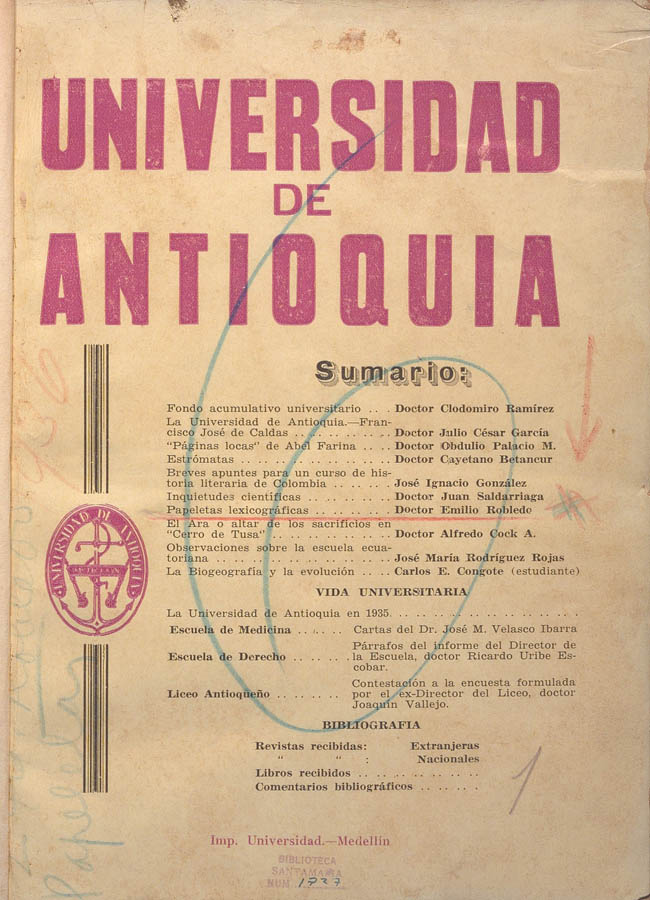 UNIVERSIDAD
DE
ANTIOQUIA
Sumario:
Fondo acumulativo universitario . . . Doctor Clodomiro Ramírez
La Universidad de Antioquia.—Fran-
cisco José de Caldas . . . . . . . . . . Doctor Julio César García
"Páginas locas" de Abel Farina . . Doctor Obdulio Palacio M.
Estrómatas . . . . . . . . . . . . . . . . Doctor Cayetano Betancur
Breves apuntes para un curso de his-
toria literaria de Colombia . . . . . . José Ignacio González
Inquietudes científicas . . . . . . . . . Doctor Juan Saldarriaga
Papeletas lexicográficas . . . . . . . . Doctor Emilio Robledo
El Ara o altar de los sacrificios en
"Cerro de Tusa" . . . . . . . . . . . . Doctor Alfredo Cock A.
Observaciones sobre la escuela ecua-
toriana . . . . . . . . . . . . . . . . . . José María Rodríguez Rojas
La Biogeografía y la evolución . . . . Carlos E. Congote (estudiante)
VIDA UNIVERSITARIA
La Universidad de Antioquia en 1935. . . . . . . . . . . . . . . . . .
Escuela de Medicina . . . . . . Cartas del Dr. José M. Velasco Ibarra
Escuela de Derecho . . . . . . . Párrafos del informe del Director de
la Escuela, doctor Ricardo Uribe Es-
cobar.
Liceo Antioqueño . . . . . . . . Contestación a la encuesta formulada
por el ex-Director del Liceo, doctor
Joaquín Vallejo.
BIBLIOGRAFIA
Revistas recibidas: Extranjeras
" " : Nacionales
Libros recibidos . . . . . . . . . . .
Comentarios bibliográficos . . . . . .
UNIVERSIDAD DE ANTIOQUIA
MEDELLIN
1
Imp. Universidad.—Medellín
BIBLIOTECA
SANTAMARIA
NUM 1937